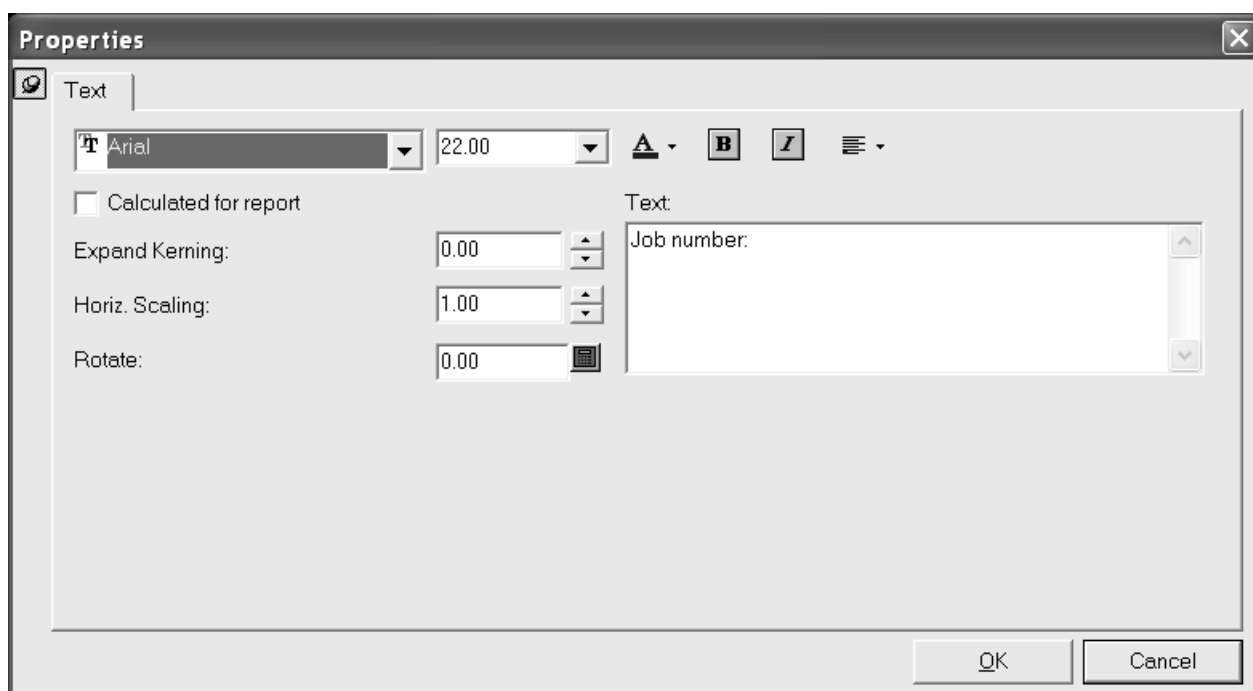 Properties
Text
Arial 22.00 A B I
Calculated for report
Text:
Job number:
Expand Kerning: 0.00
Horiz. Scaling: 1.00
Rotate: 0.00
OK Cancel